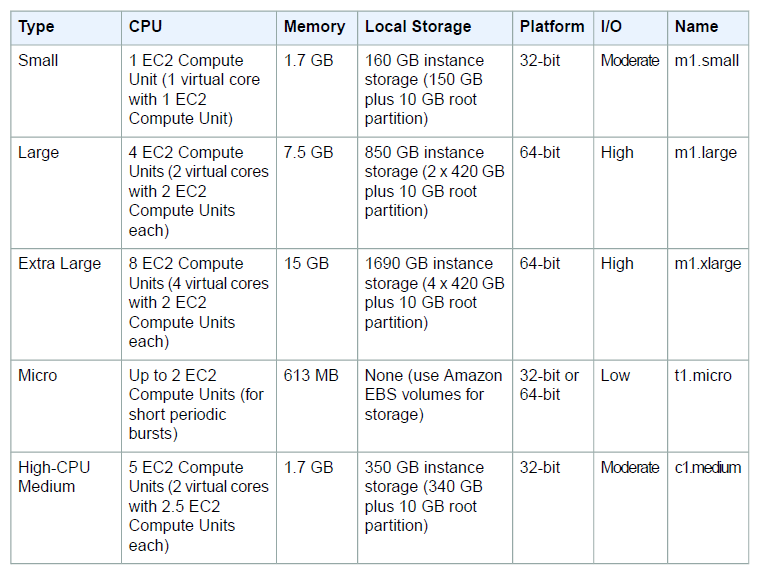 Type CPU Memory Local Storage Platform I/O Name
Small 1 EC2 Compute 1.7 GB 160 GB instance 32-bit Moderate m1.small
Unit (1 virtual core storage (150 GB
with 1 EC2 plus 10 GB root
Compute Unit) partition)
Large 4 EC2 Compute 7.5 GB 850 GB instance 64-bit High m1.large
Units (2 virtual cores storage (2 x 420 GB
with 2 EC2 plus 10 GB root
Compute Units partition)
each)
Extra Large 8 EC2 Compute 15 GB 1690 GB instance 64-bit High m1.xlarge
Units (4 virtual cores storage (4 x 420 GB
with 2 EC2 plus 10 GB root
Compute Units partition)
each)
Micro Up to 2 EC2 613 MB None (use Amazon 32-bit or Low t1.micro
Compute Units (for EBS volumes for 64-bit
short periodic storage)
bursts)
High-CPU 5 EC2 Compute 1.7 GB 350 GB instance 32-bit Moderate c1.medium
Medium Units (2 virtual cores storage (340 GB
with 2.5 EC2 plus 10 GB root
Compute Units partition)
each)